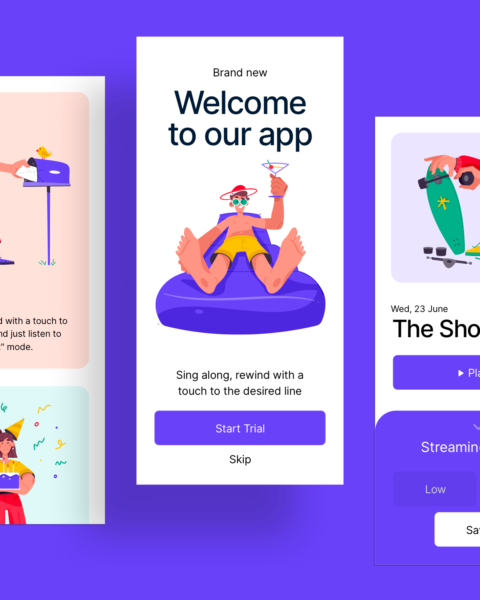 d with a touch to
nd just listen to
" mode.
Brand new
Welcome
to our app
Sing along, rewind with a
touch to the desired line
Start Trial
Skip
Wed, 23 June
The Sho
Pla
Streamin
Low
Sa